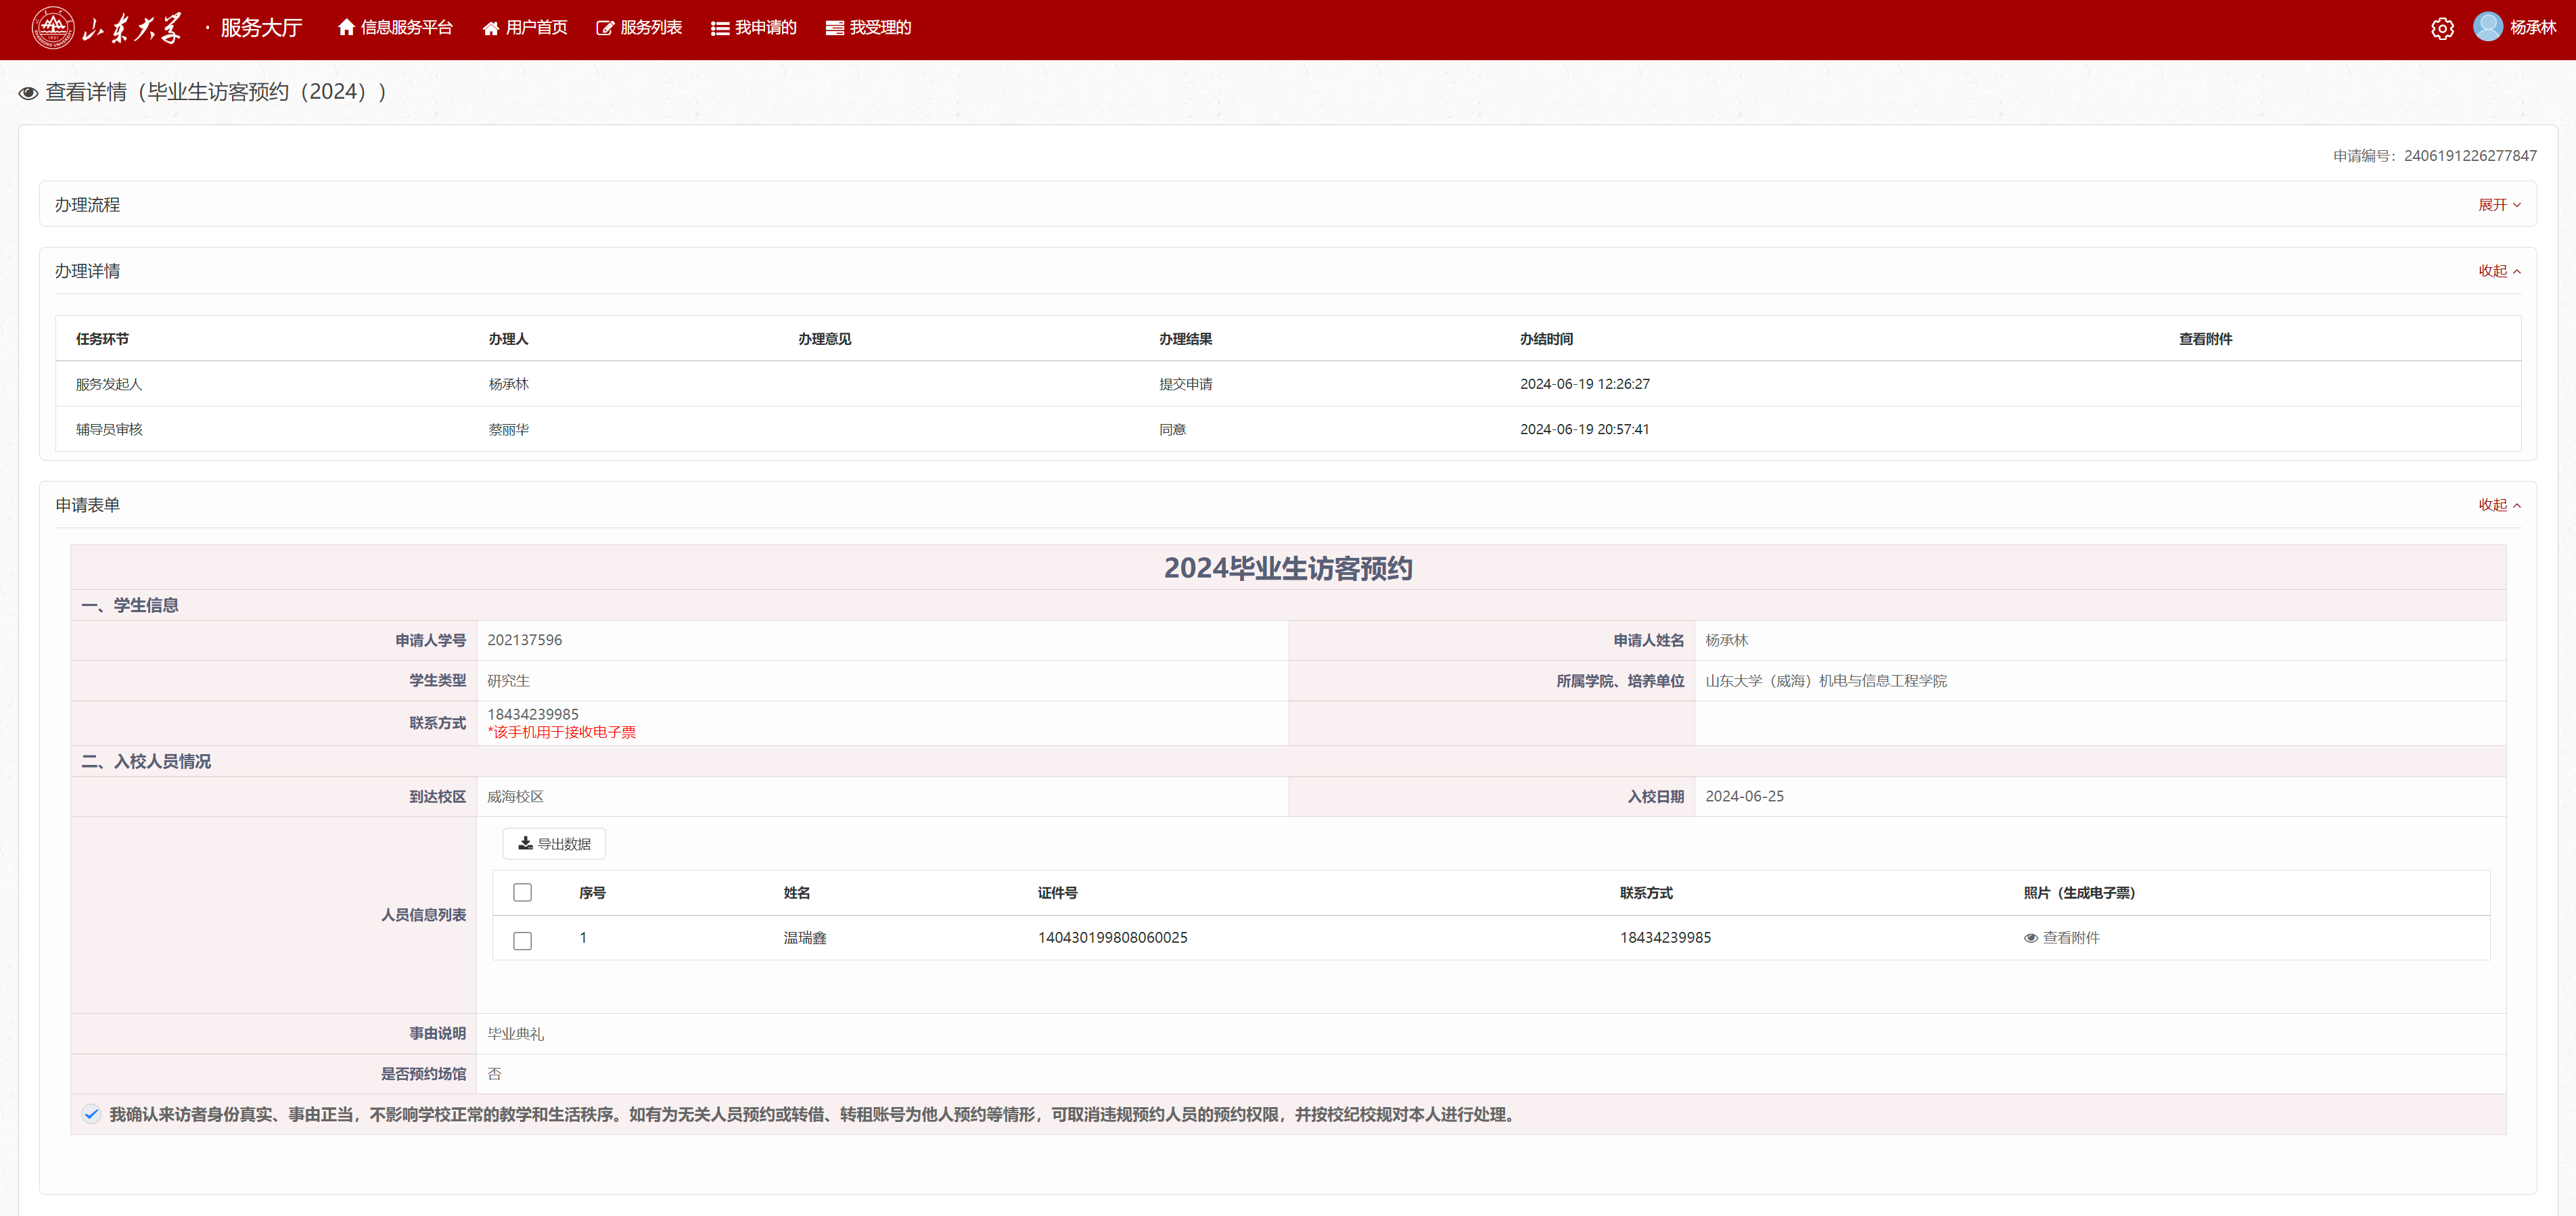 山东大学 · 服务大厅 信息服务平台 用户首页 服务列表 我申请的 我受理的 杨承林
查看详情（毕业生访客预约（2024））
申请编号：2406191226277847
办理流程 展开
办理详情 收起
任务环节 办理人 办理意见 办理结果 办结时间 查看附件
服务发起人 杨承林 提交申请 2024-06-19 12:26:27
辅导员审核 蔡丽华 同意 2024-06-19 20:57:41
申请表单 收起
2024毕业生访客预约
一、学生信息
申请人学号 202137596 申请人姓名 杨承林
学生类型 研究生 所属学院、培养单位 山东大学（威海）机电与信息工程学院
联系方式 18434239985
*该手机用于接收电子票
二、入校人员情况
到达校区 威海校区 入校日期 2024-06-25
导出数据
人员信息列表
序号 姓名 证件号 联系方式 照片（生成电子票）
1 温瑞鑫 140430199808060025 18434239985 查看附件
事由说明 毕业典礼
是否预约场馆 否
我确认来访者身份真实、事由正当，不影响学校正常的教学和生活秩序。如有为无关人员预约或转借、转租账号为他人预约等情形，可取消违规预约人员的预约权限，并按校纪校规对本人进行处理。